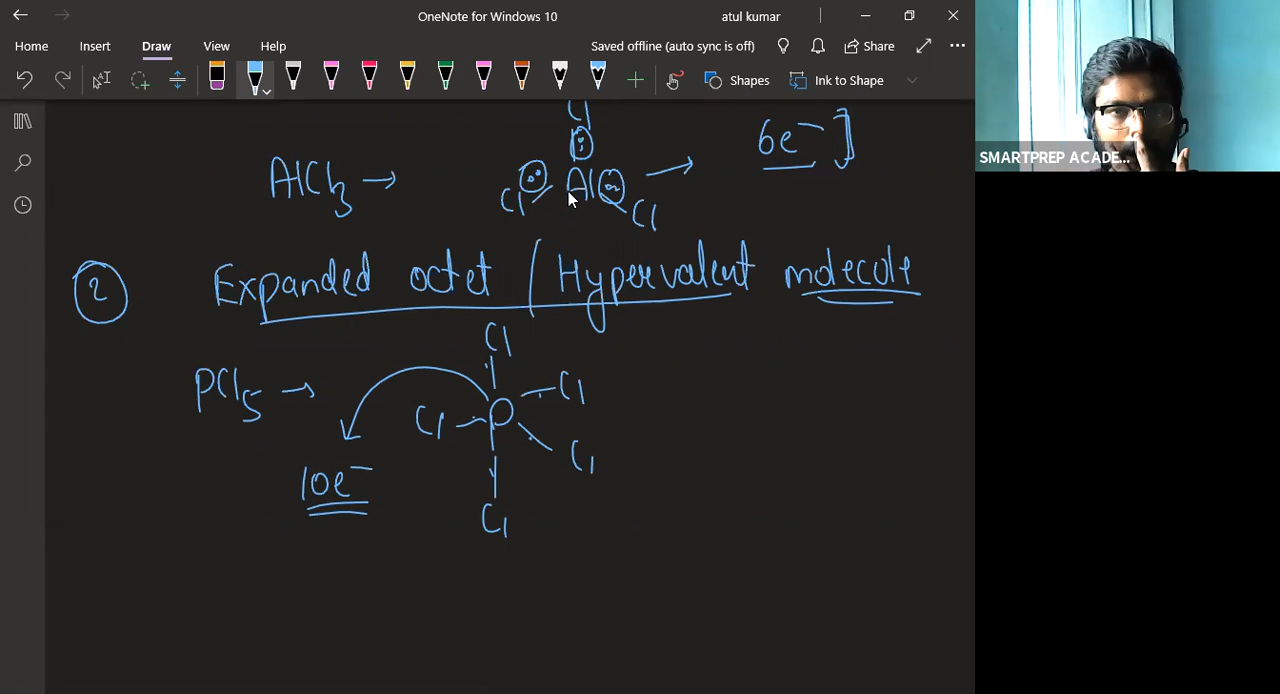 OneNote for Windows 10
atul kumar
Home Insert Draw View Help
Saved offline (auto sync is off)
Share
Shapes
Ink to Shape
SMARTPREP ACADE...
Cl
6e⁻]
AlCl₃ →
Cl Al →
Cl
2 Expanded octet / Hypervalent molecule
Cl
PCl₅ →
Cl
Cl P
Cl
10e⁻
Cl